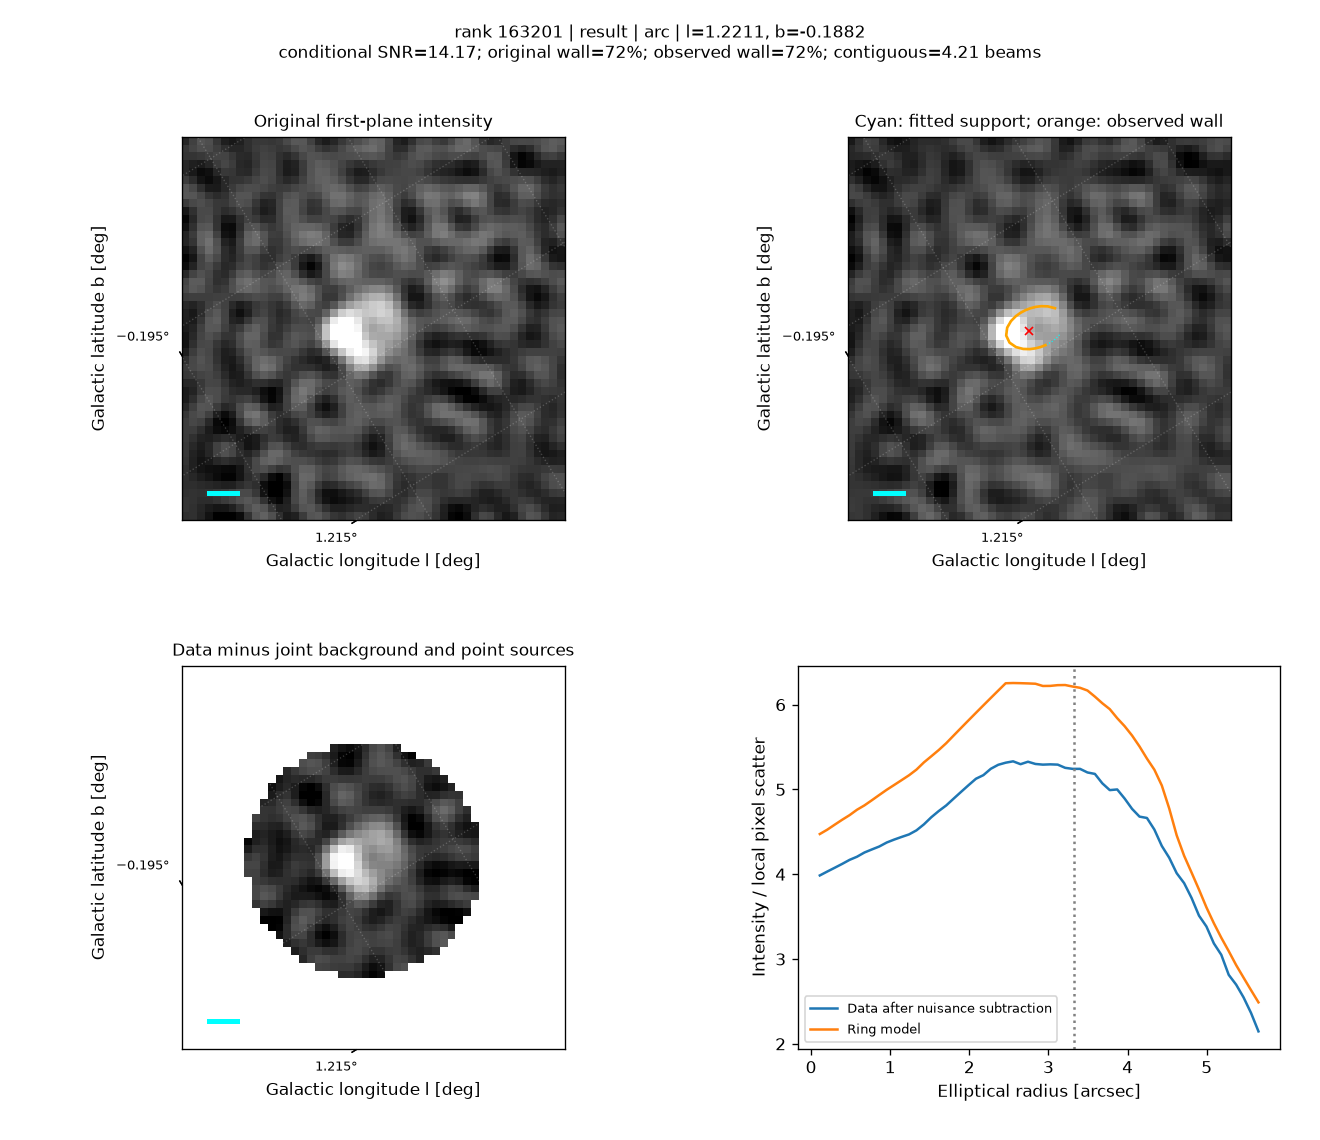 rank 163201 | result | arc | l=1.2211, b=-0.1882
conditional SNR=14.17; original wall=72%; observed wall=72%; contiguous=4.21 beams
Original first-plane intensity
Cyan: fitted support; orange: observed wall
Galactic latitude b [deg]
−0.195°
1.215°
Galactic longitude l [deg]
Galactic latitude b [deg]
−0.195°
1.215°
Galactic longitude l [deg]
Data minus joint background and point sources
Galactic latitude b [deg]
−0.195°
1.215°
Galactic longitude l [deg]
Intensity / local pixel scatter
6
5
4
3
2
Data after nuisance subtraction
Ring model
0 1 2 3 4 5
Elliptical radius [arcsec]